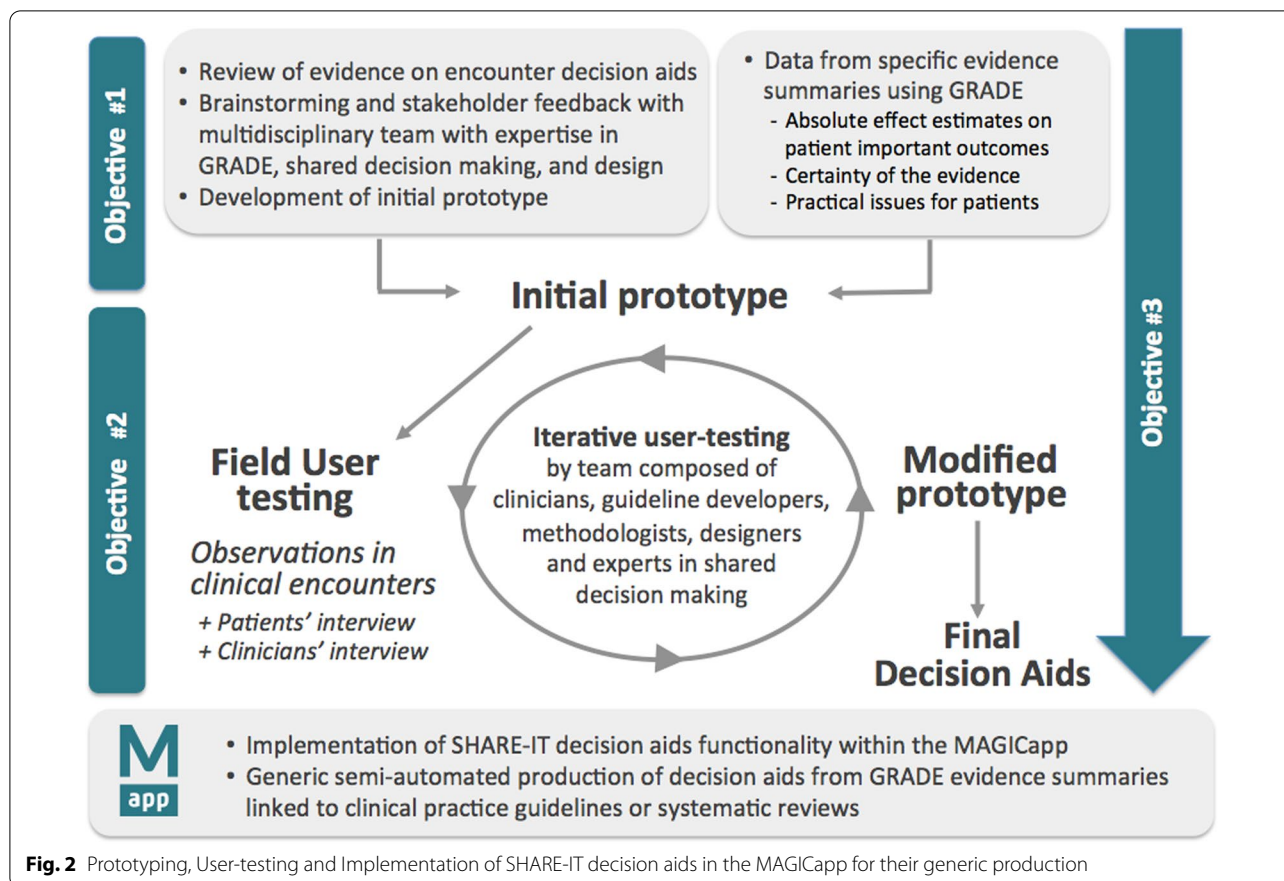 Objective #1
• Review of evidence on encounter decision aids
• Brainstorming and stakeholder feedback with
multidisciplinary team with expertise in
GRADE, shared decision making, and design
• Development of initial prototype
• Data from specific evidence
summaries using GRADE
- Absolute effect estimates on
patient important outcomes
- Certainty of the evidence
- Practical issues for patients
Objective #3
Initial prototype
Objective #2
Field User
testing
Observations in
clinical encounters
+ Patients' interview
+ Clinicians' interview
Iterative user-testing
by team composed of
clinicians, guideline developers,
methodologists, designers
and experts in shared
decision making
Modified
prototype
Final
Decision Aids
M
app
• Implementation of SHARE-IT decision aids functionality within the MAGICapp
• Generic semi-automated production of decision aids from GRADE evidence summaries
linked to clinical practice guidelines or systematic reviews
Fig. 2 Prototyping, User-testing and Implementation of SHARE-IT decision aids in the MAGICapp for their generic production